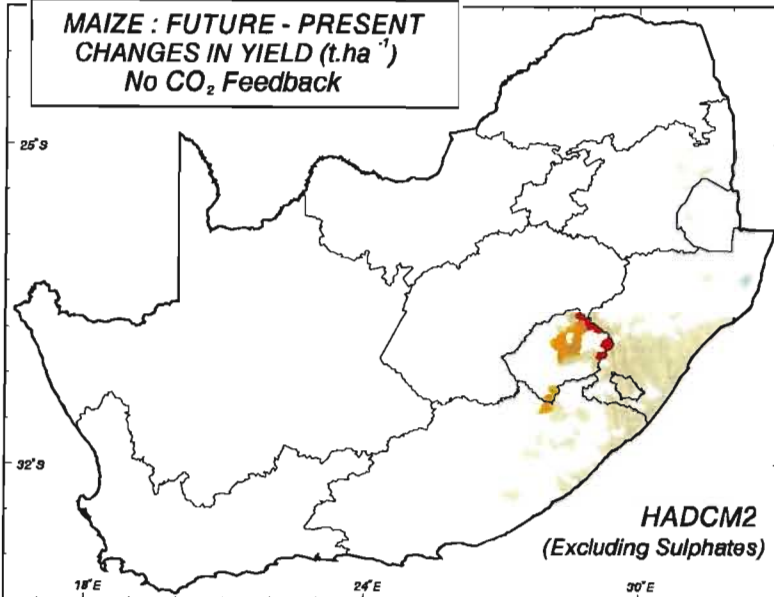 MAIZE : FUTURE - PRESENT
CHANGES IN YIELD (t.ha⁻¹)
No CO₂ Feedback
25°S
32°S
HADCM2
(Excluding Sulphates)
18°E 24°E 30°E